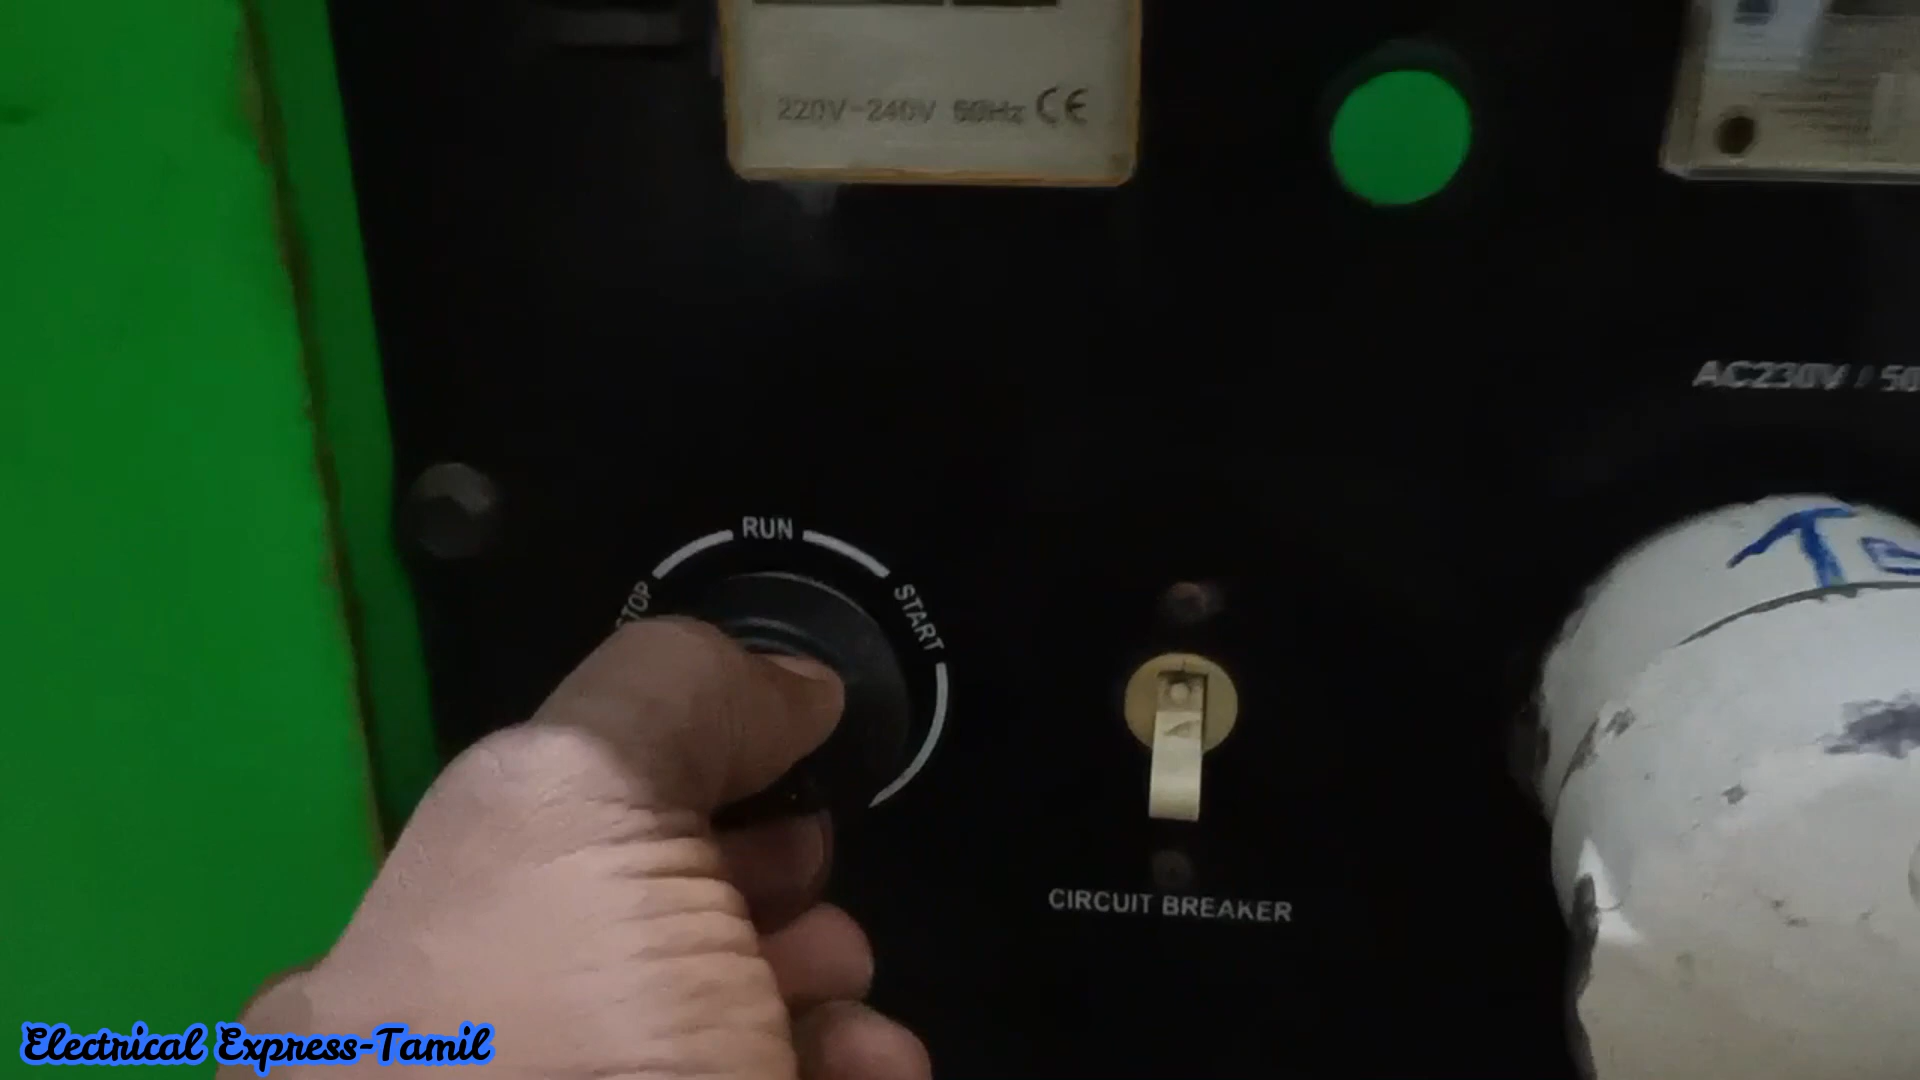 220V-240V 50Hz CE
AC230V / 50
RUN
STOP
START
CIRCUIT BREAKER
Electrical Express-Tamil